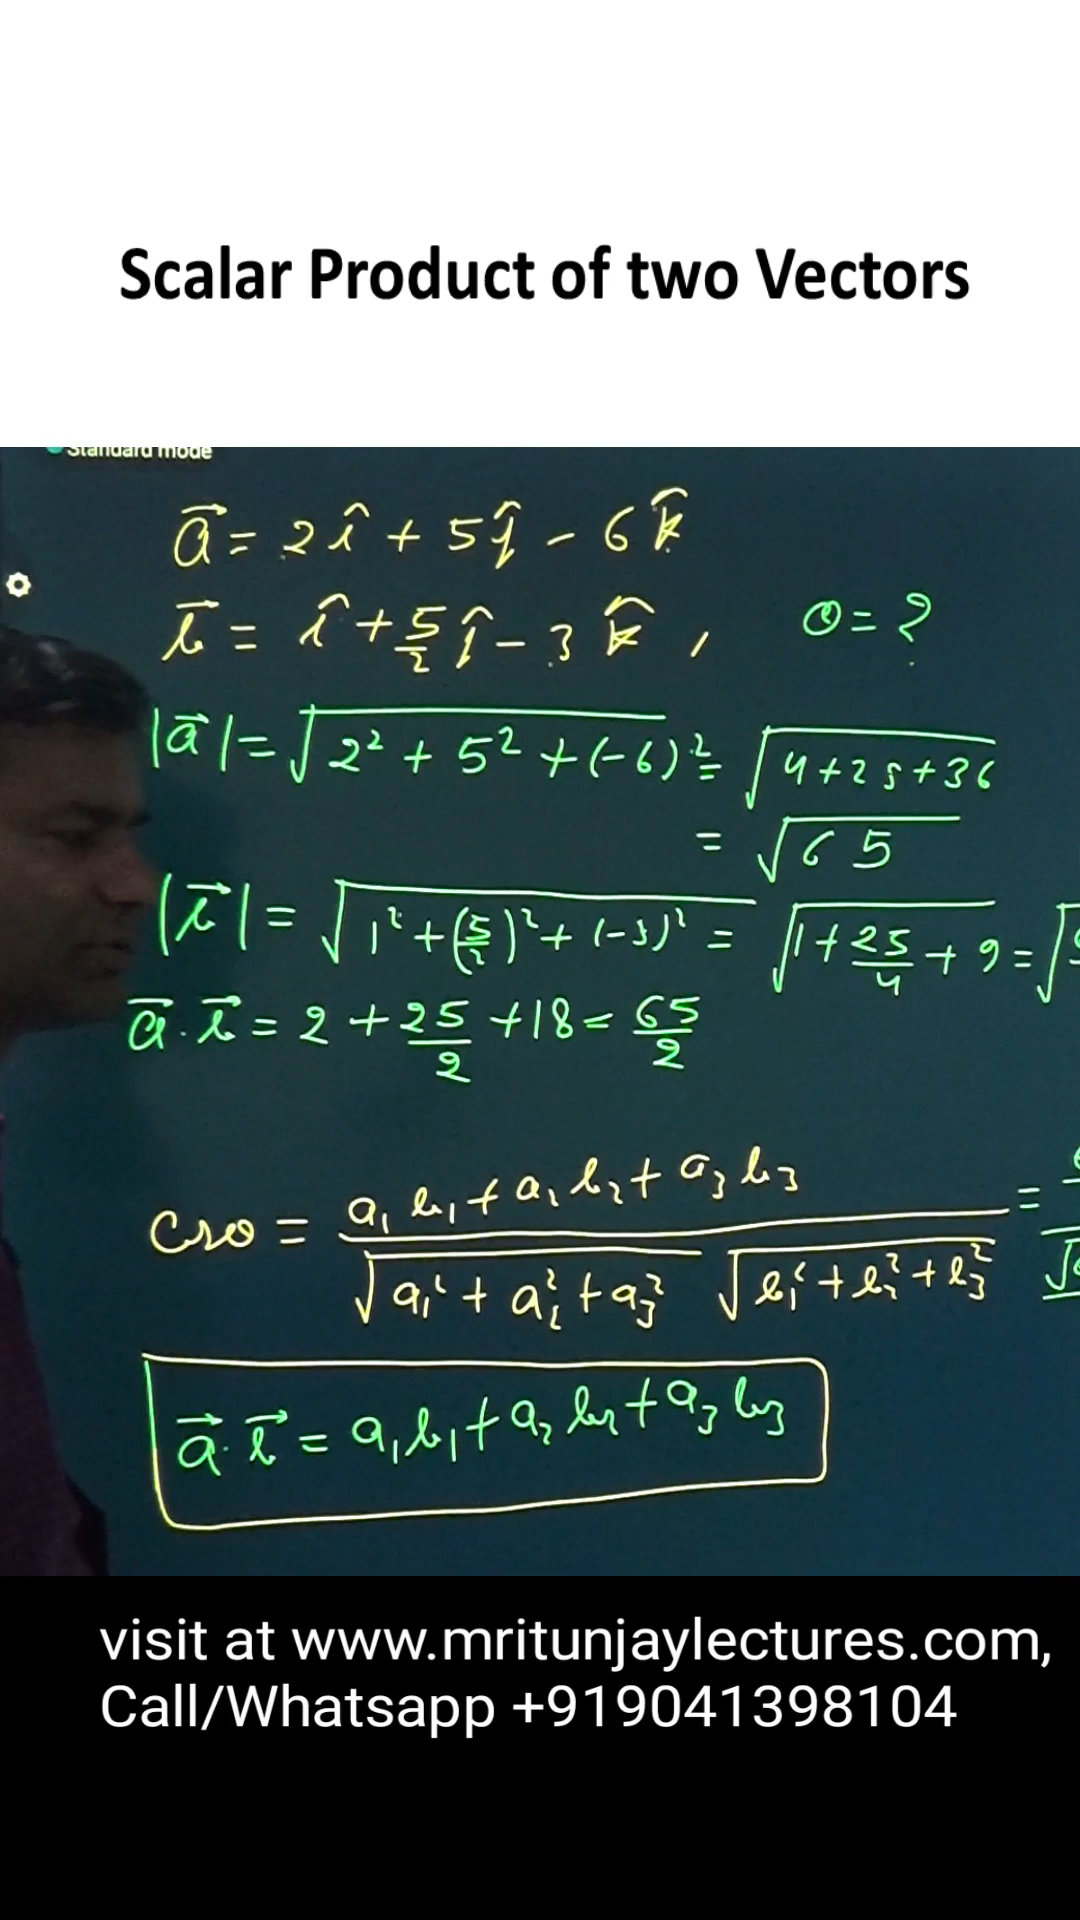 Scalar Product of two Vectors
Standard mode
a⃗ = 2î + 5ĵ - 6k̂
b⃗ = î + 5/2 ĵ - 3k̂ , θ = ?
|a⃗| = √(2² + 5² + (-6)²) = √(4 + 25 + 36)
= √65
|b⃗| = √(1² + (5/2)² + (-3)²) = √(1 + 25/4 + 9) = √
a⃗ . b⃗ = 2 + 25/2 + 18 = 65/2
cosθ = (a₁b₁ + a₂b₂ + a₃b₃) / (√(a₁² + a₂² + a₃²) √(b₁² + b₂² + b₃²)) =
a⃗ . b⃗ = a₁b₁ + a₂b₂ + a₃b₃
visit at www.mritunjaylectures.com,
Call/Whatsapp +919041398104